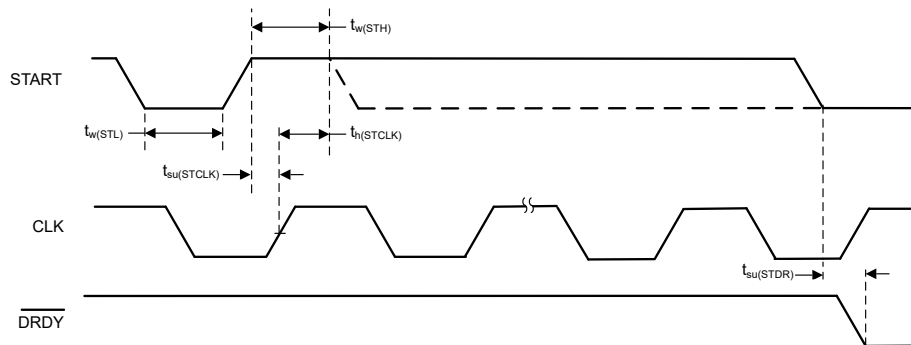 tw(STH)
START
tw(STL)
th(STCLK)
tsu(STCLK)
CLK
tsu(STDR)
DRDY